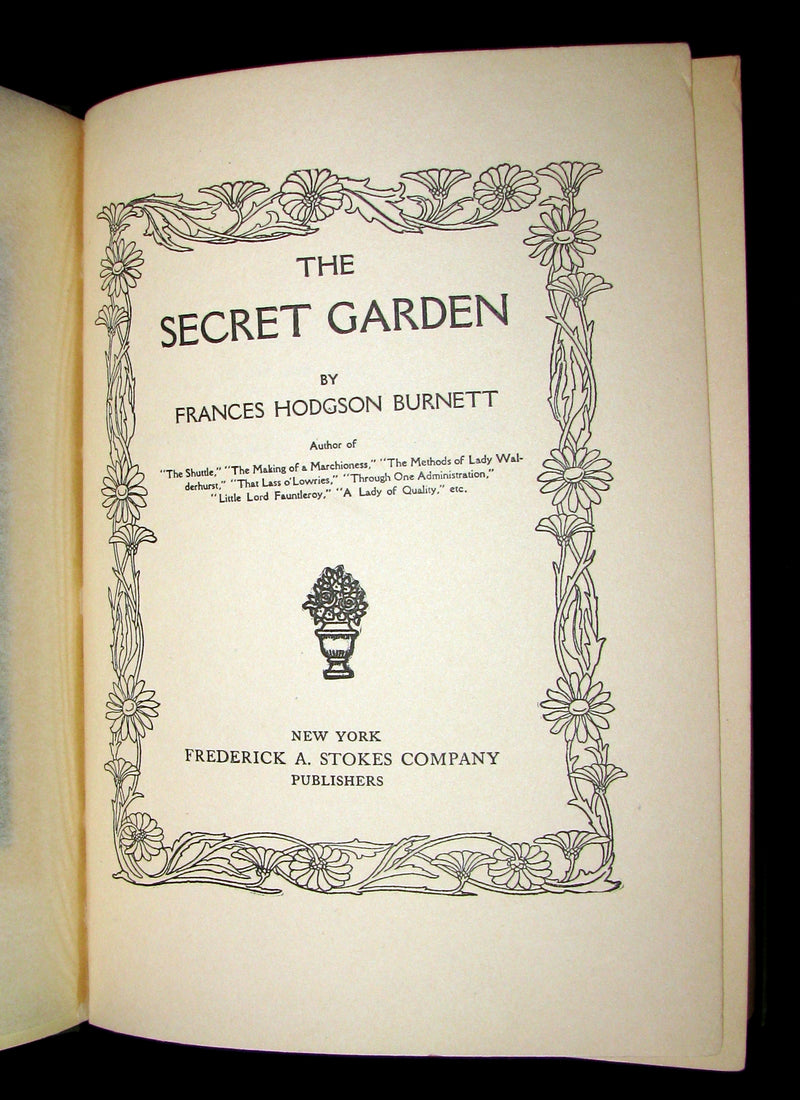 THE
SECRET GARDEN
BY
FRANCES HODGSON BURNETT
Author of
"The Shuttle," "The Making of a Marchioness," "The Methods of Lady Wal-
derhurst," "That Lass o'Lowries," "Through One Administration,"
"Little Lord Fauntleroy," "A Lady of Quality," etc.
NEW YORK
FREDERICK A. STOKES COMPANY
PUBLISHERS